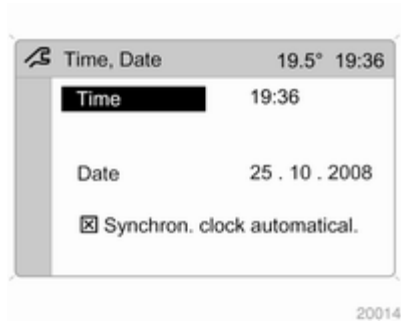 Time, Date 19.5° 19:36
Time 19:36
Date 25 . 10 . 2008
☒ Synchron. clock automatical.
20014